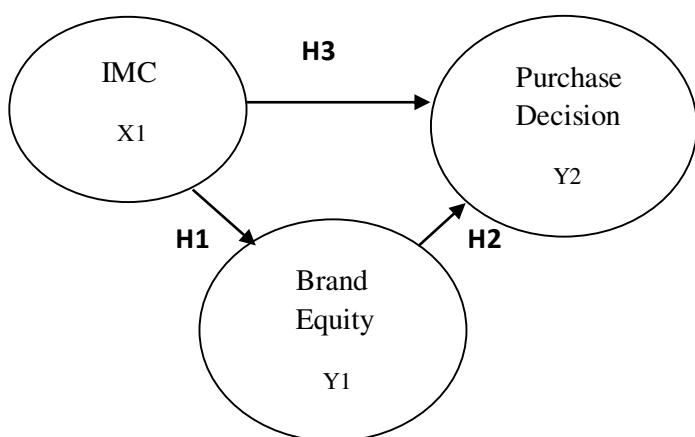 IMC
X1
H3
Purchase
Decision
Y2
H1
H2
Brand
Equity
Y1